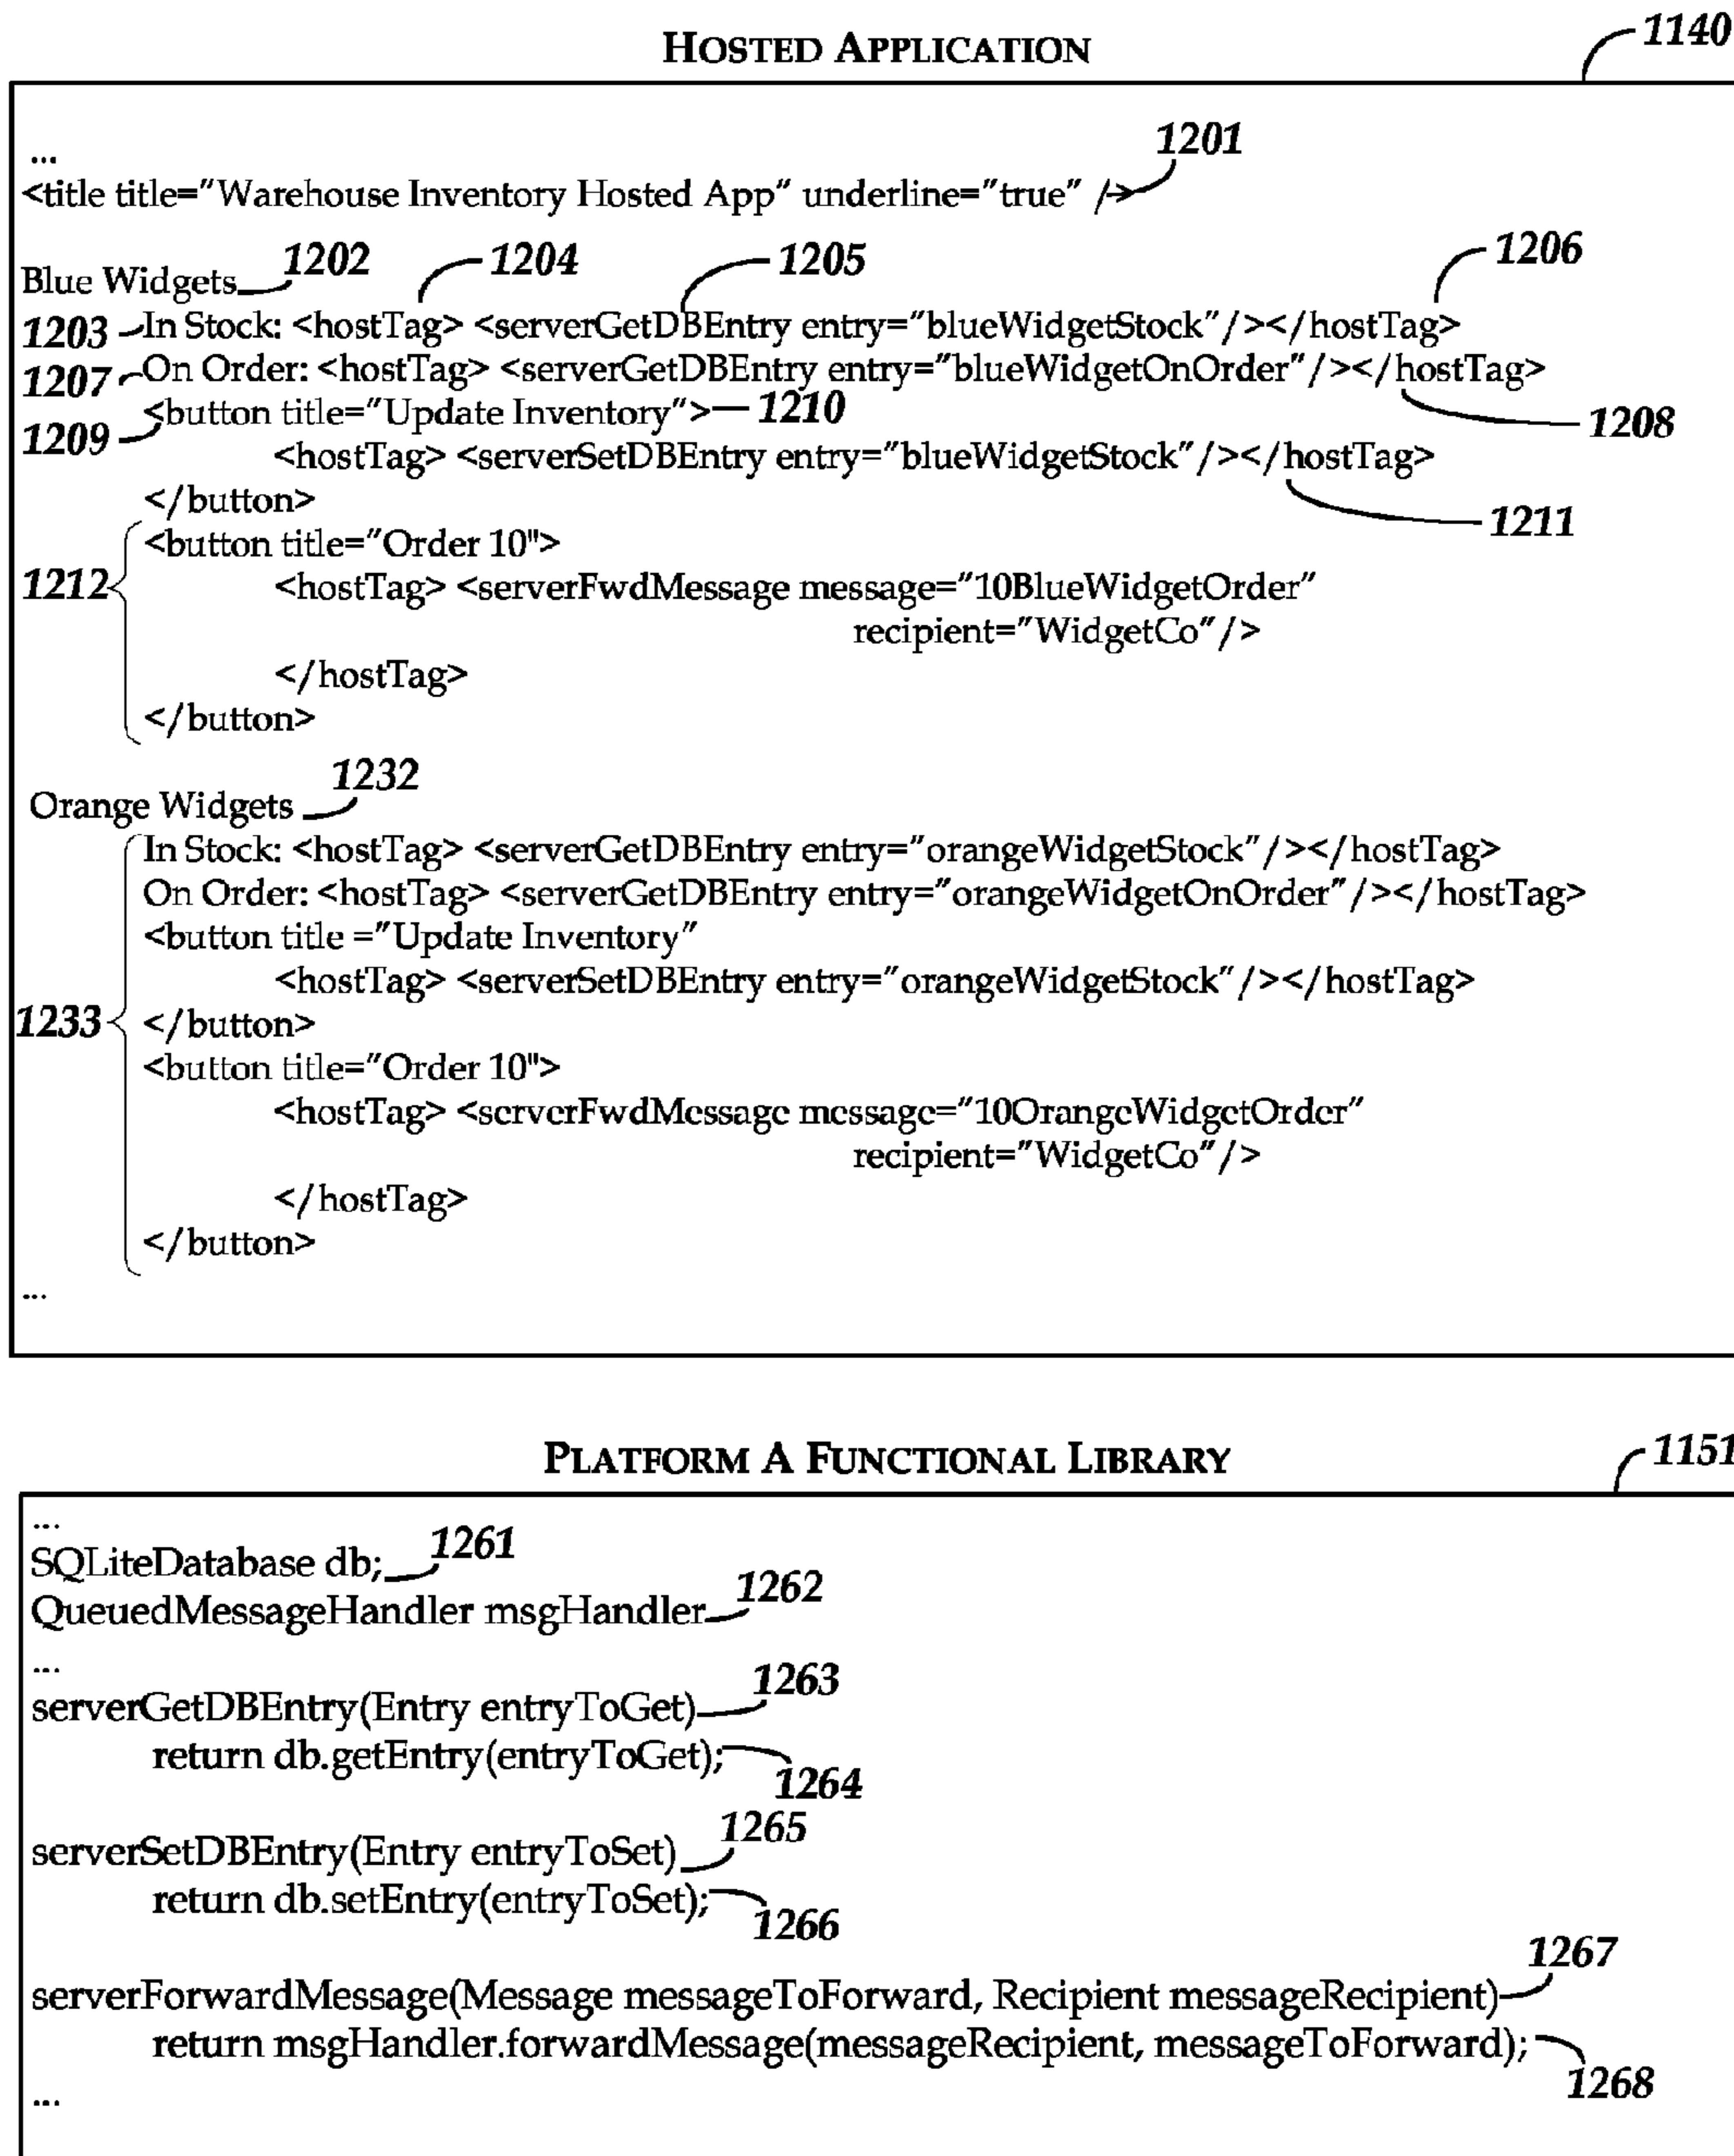 HOSTED APPLICATION
1140
...
1201
<title title="Warehouse Inventory Hosted App" underline="true" />
Blue Widgets 1202 1204 1205 1206
1203 In Stock: <hostTag> <serverGetDBEntry entry="blueWidgetStock"/></hostTag>
1207 On Order: <hostTag> <serverGetDBEntry entry="blueWidgetOnOrder"/></hostTag>
1209 <button title="Update Inventory"> 1210 1208
<hostTag> <serverSetDBEntry entry="blueWidgetStock"/></hostTag>
</button> 1211
<button title="Order 10">
1212 <hostTag> <serverFwdMessage message="10BlueWidgetOrder"
recipient="WidgetCo"/>
</hostTag>
</button>
Orange Widgets 1232
In Stock: <hostTag> <serverGetDBEntry entry="orangeWidgetStock"/></hostTag>
On Order: <hostTag> <serverGetDBEntry entry="orangeWidgetOnOrder"/></hostTag>
<button title ="Update Inventory"
<hostTag> <serverSetDBEntry entry="orangeWidgetStock"/></hostTag>
1233 </button>
<button title="Order 10">
<hostTag> <serverFwdMessage message="10OrangeWidgetOrder"
recipient="WidgetCo"/>
</hostTag>
</button>
...
PLATFORM A FUNCTIONAL LIBRARY
1151
...
SQLiteDatabase db; 1261
QueuedMessageHandler msgHandler 1262
...
serverGetDBEntry(Entry entryToGet) 1263
return db.getEntry(entryToGet); 1264
serverSetDBEntry(Entry entryToSet) 1265
return db.setEntry(entryToSet); 1266
serverForwardMessage(Message messageToForward, Recipient messageRecipient) 1267
return msgHandler.forwardMessage(messageRecipient, messageToForward); 1268
...